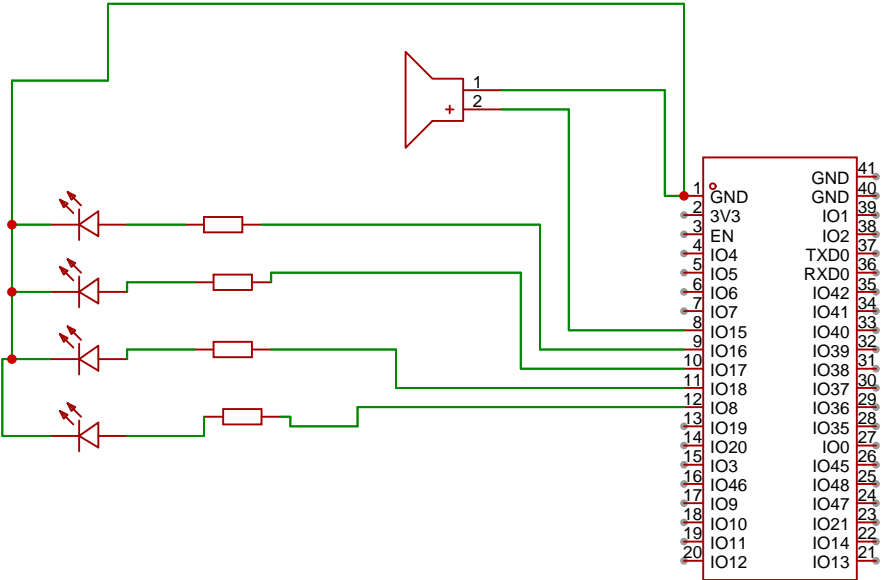 1
2
+
1 GND
2 3V3
3 EN
4 IO4
5 IO5
6 IO6
7 IO7
8 IO15
9 IO16
10 IO17
11 IO18
12 IO8
13 IO19
14 IO20
15 IO3
16 IO46
17 IO9
18 IO10
19 IO11
20 IO12
GND 41
GND 40
IO1 39
IO2 38
TXD0 37
RXD0 36
IO42 35
IO41 34
IO40 33
IO39 32
IO38 31
IO37 30
IO36 29
IO35 28
IO0 27
IO45 26
IO48 25
IO47 24
IO21 23
IO14 22
IO13 21